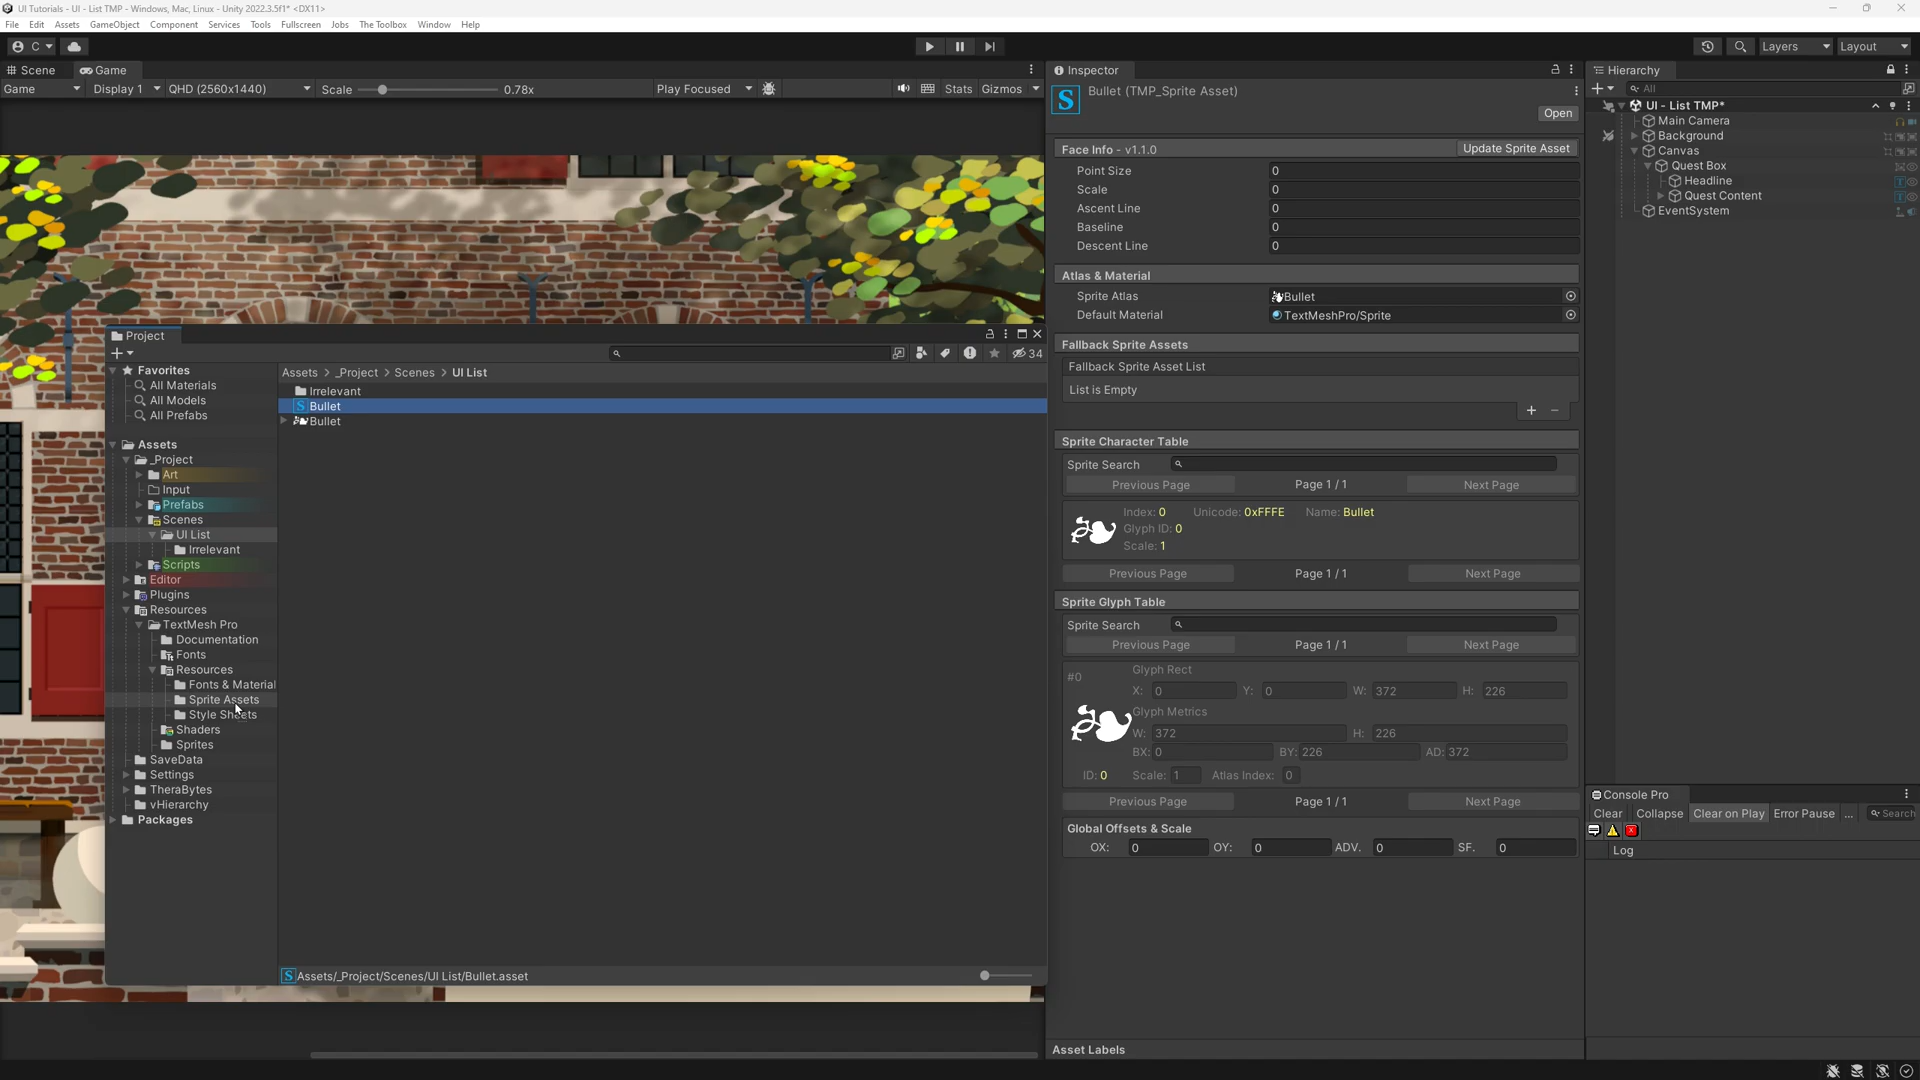 UI Tutorials - UI - List TMP - Windows, Mac, Linux - Unity 2022.3.5f1* <DX11>
File Edit Assets GameObject Component Services Tools Fullscreen Jobs The Toolbox Window Help
C Layers Layout
Scene Game
Game Display 1 QHD (2560x1440) Scale 0.78x Play Focused Stats Gizmos
Project
34
Favorites
All Materials
All Models
All Prefabs
Assets
_Project
Art
Input
Prefabs
Scenes
UI List
Irrelevant
Scripts
Editor
Plugins
Resources
TextMesh Pro
Documentation
Fonts
Resources
Fonts & Material
Sprite Assets
Style Sheets
Shaders
Sprites
SaveData
Settings
TheraBytes
vHierarchy
Packages
Assets > _Project > Scenes > UI List
Irrelevant
Bullet
Bullet
Assets/_Project/Scenes/UI List/Bullet.asset
Inspector
Bullet (TMP_Sprite Asset)
Open
Face Info - v1.1.0 Update Sprite Asset
Point Size 0
Scale 0
Ascent Line 0
Baseline 0
Descent Line 0
Atlas & Material
Sprite Atlas Bullet
Default Material TextMeshPro/Sprite
Fallback Sprite Assets
Fallback Sprite Asset List
List is Empty
+ −
Sprite Character Table
Sprite Search
Previous Page Page 1 / 1 Next Page
Index: 0 Unicode: 0xFFFE Name: Bullet
Glyph ID: 0
Scale: 1
Previous Page Page 1 / 1 Next Page
Sprite Glyph Table
Sprite Search
Previous Page Page 1 / 1 Next Page
#0 Glyph Rect
X: 0 Y: 0 W: 372 H: 226
Glyph Metrics
W: 372 H: 226
BX: 0 BY: 226 AD: 372
ID: 0 Scale: 1 Atlas Index: 0
Previous Page Page 1 / 1 Next Page
Global Offsets & Scale
OX: 0 OY: 0 ADV. 0 SF. 0
Asset Labels
Hierarchy
All
UI - List TMP*
Main Camera
Background
Canvas
Quest Box
Headline
Quest Content
EventSystem
Console Pro
Clear Collapse Clear on Play Error Pause ... Search
Log